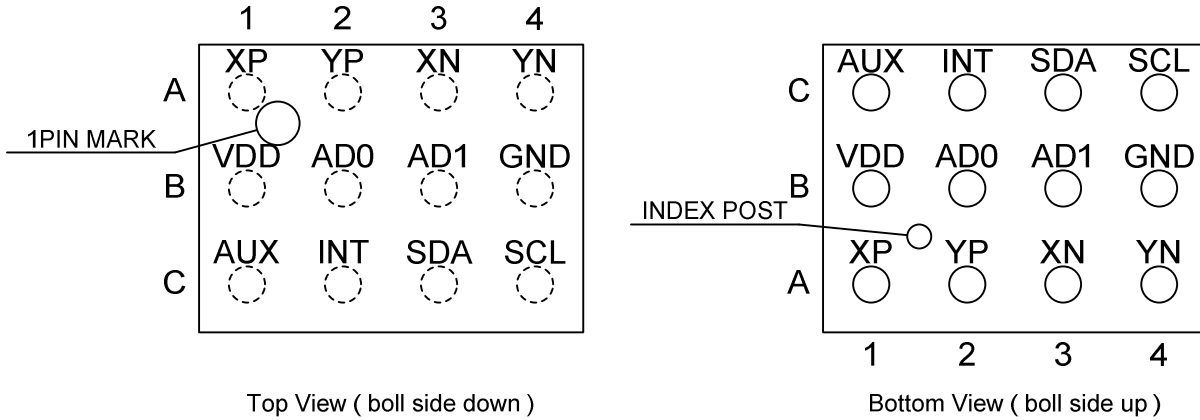 1 2 3 4
XP YP XN YN
A
1PIN MARK
VDD AD0 AD1 GND
B
AUX INT SDA SCL
C
Top View ( boll side down )
AUX INT SDA SCL
C
VDD AD0 AD1 GND
B
INDEX POST
XP YP XN YN
A
1 2 3 4
Bottom View ( boll side up )